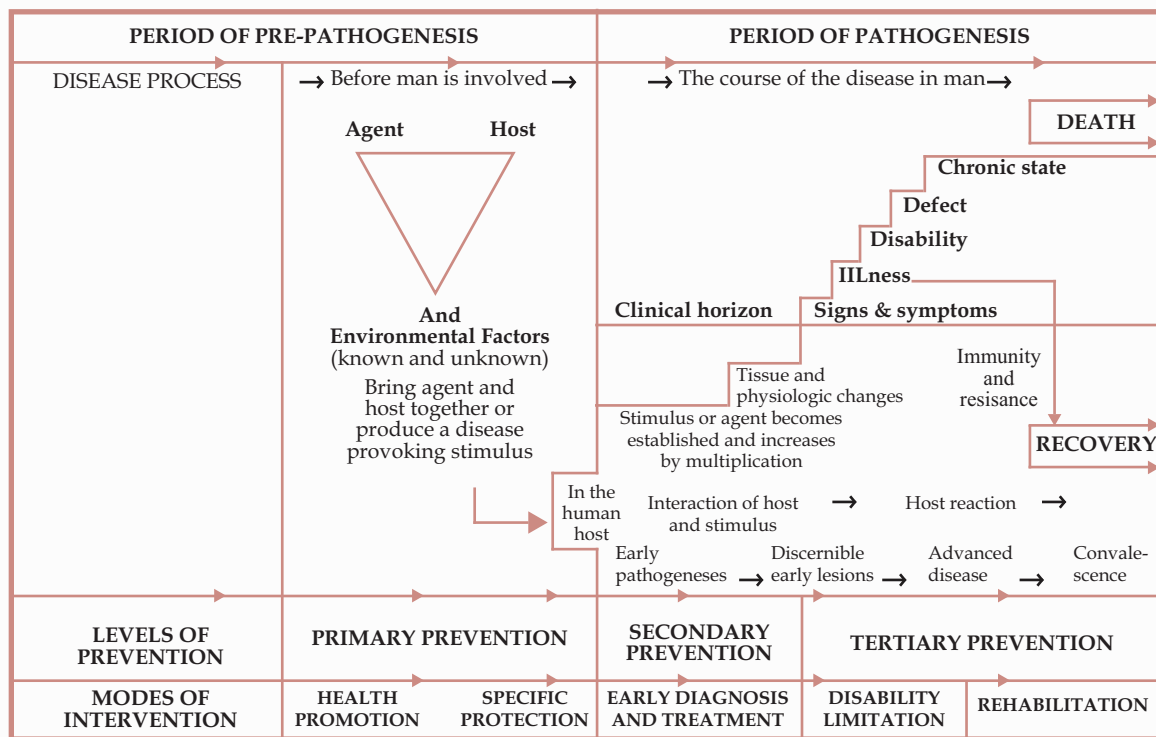 PERIOD OF PRE-PATHOGENESIS
PERIOD OF PATHOGENESIS
DISEASE PROCESS
→ Before man is involved →
→ The course of the disease in man →
DEATH
Agent
Host
Chronic state
Defect
Disability
IILness
And
Environmental Factors
(known and unknown)
Bring agent and
host together or
produce a disease
provoking stimulus
Clinical horizon
Signs & symptoms
Immunity
and
resisance
Tissue and
physiologic changes
Stimulus or agent becomes
established and increases
by multiplication
RECOVERY
In the
human
host
Interaction of host
and stimulus
→
Host reaction
→
Early
pathogeneses
→
Discernible
early lesions
→
Advanced
disease
→
Convale-
scence
LEVELS OF
PREVENTION
PRIMARY PREVENTION
SECONDARY
PREVENTION
TERTIARY PREVENTION
MODES OF
INTERVENTION
HEALTH
PROMOTION
SPECIFIC
PROTECTION
EARLY DIAGNOSIS
AND TREATMENT
DISABILITY
LIMITATION
REHABILITATION